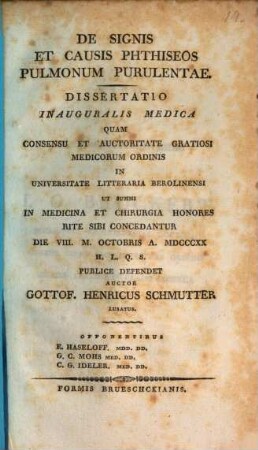 14.
DE SIGNIS
ET CAUSIS PHTHISEOS
PULMONUM PURULENTAE.
DISSERTATIO
INAUGURALIS MEDICA
QUAM
CONSENSU ET AUCTORITATE GRATIOSI
MEDICORUM ORDINIS
IN
UNIVERSITATE LITTERARIA BEROLINENSI
UT SUMMI
IN MEDICINA ET CHIRURGIA HONORES
RITE SIBI CONCEDANTUR
DIE VIII. M. OCTOBRIS A. MDCCCXX
H. L. Q. S.
PUBLICE DEFENDET
AUCTOR
GOTTOF. HENRICUS SCHMUTTER
LUSATUS.
OPPONENTIBUS
E. HASELOFF, MED. DD,
G. C. MOHS MED. DD,
C. G. IDELER, MED. DD,
FORMIS BRUESCHCKIANIS.